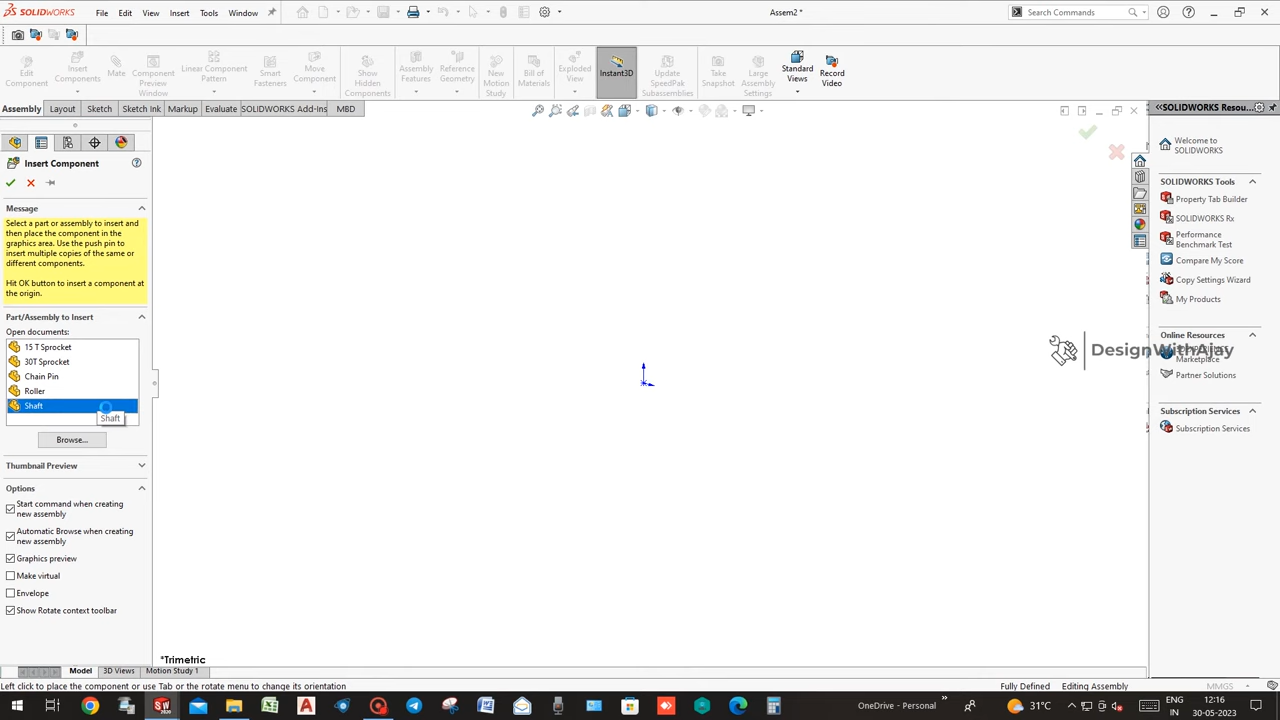 SOLIDWORKS File Edit View Insert Tools Window Assem2 * Search Commands
Edit Component
Insert Components
Mate
Component Preview Window
Linear Component Pattern
Smart Fasteners
Move Component
Show Hidden Components
Assembly Features
Reference Geometry
New Motion Study
Bill of Materials
Exploded View
Instant3D
Update SpeedPak Subassemblies
Take Snapshot
Large Assembly Settings
Standard Views
Record Video
Assembly Layout Sketch Sketch Ink Markup Evaluate SOLIDWORKS Add-Ins MBD
Insert Component
Message
Select a part or assembly to insert and
then place the component in the
graphics area. Use the push pin to
insert multiple copies of the same or
different components.
Hit OK button to insert a component at
the origin.
Part/Assembly to Insert
Open documents:
15 T Sprocket
30T Sprocket
Chain Pin
Roller
Shaft
Shaft
Browse...
Thumbnail Preview
Options
Start command when creating
new assembly
Automatic Browse when creating
new assembly
Graphics preview
Make virtual
Envelope
Show Rotate context toolbar
*Trimetric
DesignWithAjay
<<SOLIDWORKS Resou...
Welcome to
SOLIDWORKS
SOLIDWORKS Tools
Property Tab Builder
SOLIDWORKS Rx
Performance
Benchmark Test
Compare My Score
Copy Settings Wizard
My Products
Online Resources
Marketplace
Partner Solutions
Subscription Services
Subscription Services
Model 3D Views Motion Study 1
Left click to place the component or use Tab or the rotate menu to change its orientation Fully Defined Editing Assembly MMGS
OneDrive - Personal
31°C
ENG
IN
12:16
30-05-2023